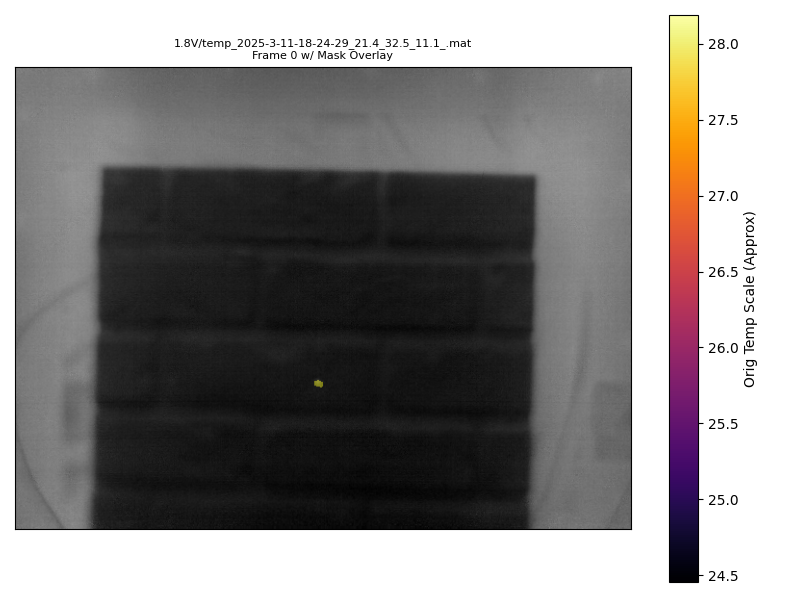 1.8V/temp_2025-3-11-18-24-29_21.4_32.5_11.1_.mat
Frame 0 w/ Mask Overlay
28.0
27.5
27.0
26.5
26.0
25.5
25.0
24.5
Orig Temp Scale (Approx)